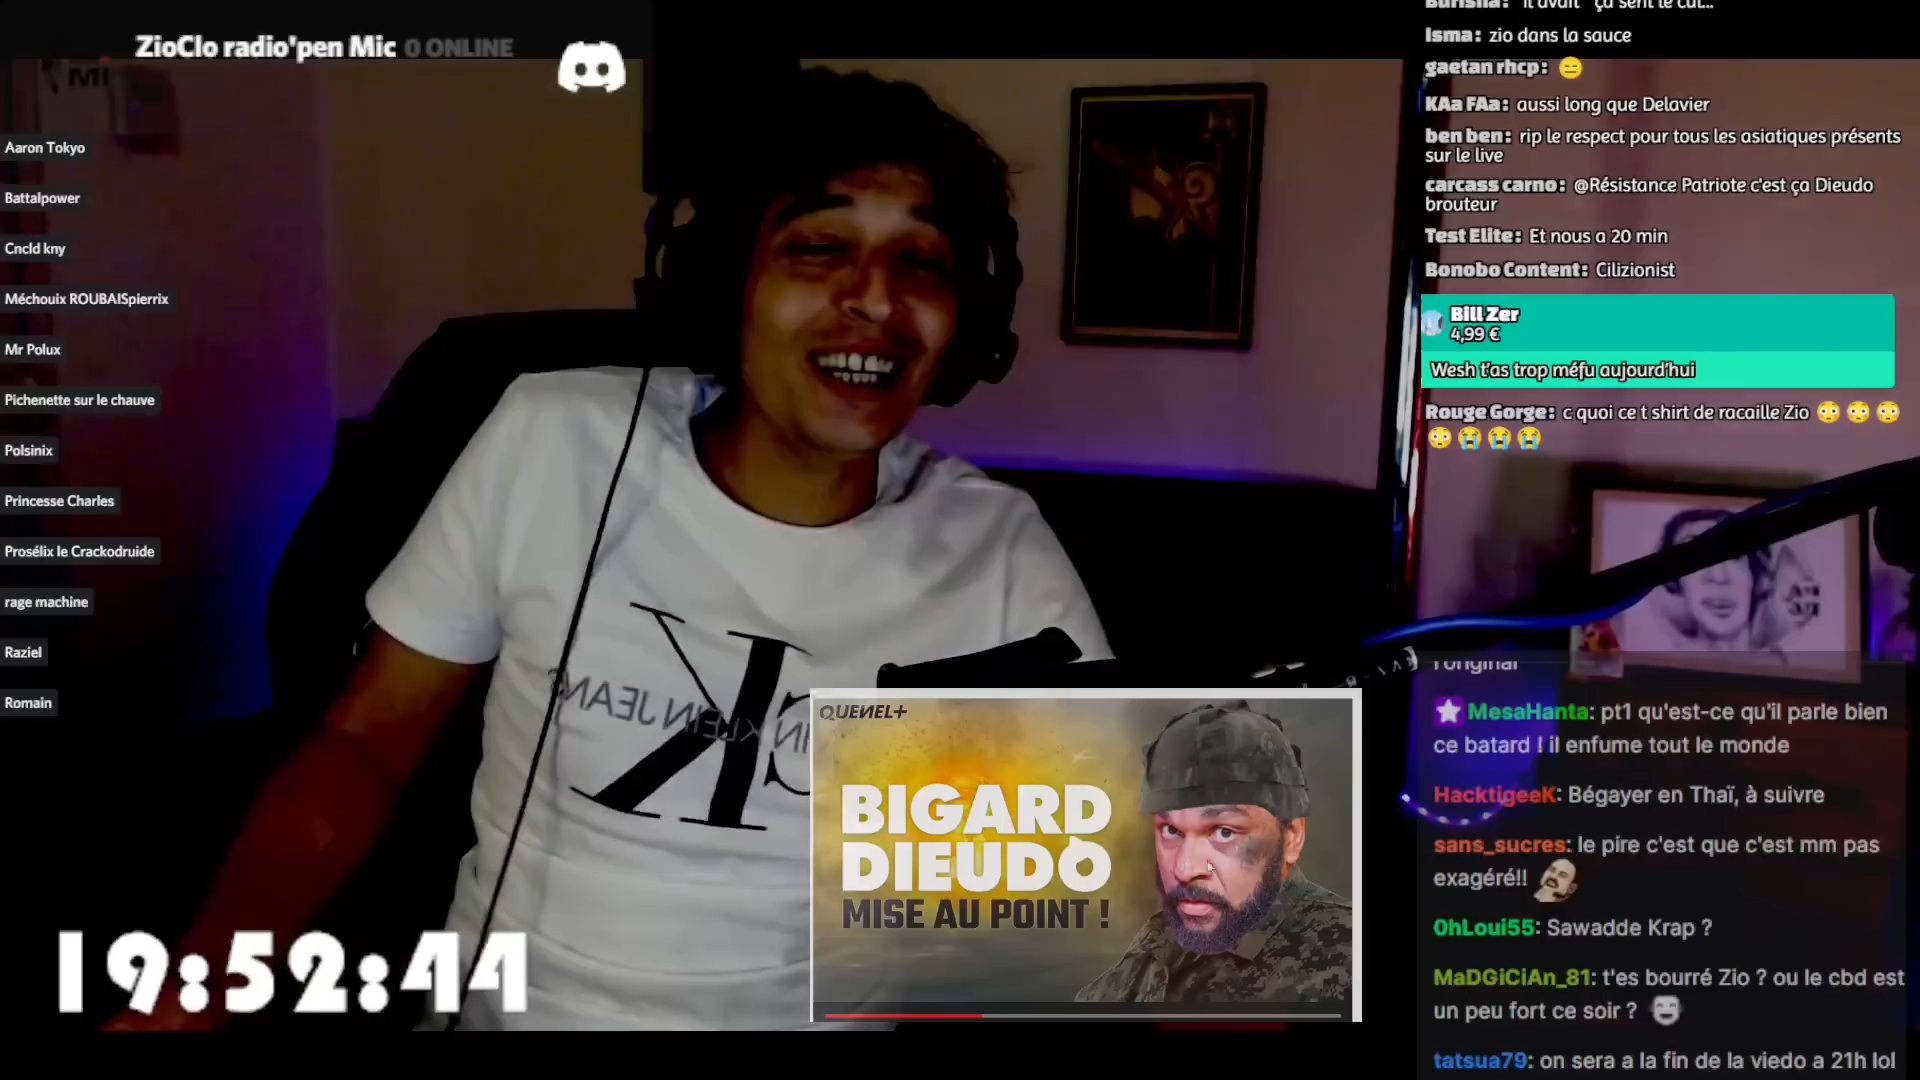 ZioClo radio'pen Mic 0 ONLINE
Aaron Tokyo
Battalpower
Cncld kny
Méchouix ROUBAISpierrix
Mr Polux
Pichenette sur le chauve
Polsinix
Princesse Charles
Prosélix le Crackodruide
rage machine
Raziel
Romain
19:52:44
QUENEL+
BIGARD
DIEUDO
MISE AU POINT !
Isma: zio dans la sauce
gaetan rhcp: 😑
KAa FAa: aussi long que Delavier
ben ben: rip le respect pour tous les asiatiques présents
sur le live
carcass carno: @Résistance Patriote c'est ça Dieudo
brouteur
Test Elite: Et nous a 20 min
Bonobo Content: Cilizionist
Bill Zer
4,99 €
Wesh t'as trop méfu aujourd'hui
Rouge Gorge: c quoi ce t shirt de racaille Zio 😳 😳 😳
😳 😭 😭 😭
l'original
MesaHanta: pt1 qu'est-ce qu'il parle bien
ce batard ! il enfume tout le monde
HacktigeeK: Bégayer en Thaï, à suivre
sans_sucres: le pire c'est que c'est mm pas
exagéré!!
OhLoui55: Sawadde Krap ?
MaDGiCiAn_81: t'es bourré Zio ? ou le cbd est
un peu fort ce soir ?
tatsua79: on sera a la fin de la viedo a 21h lol